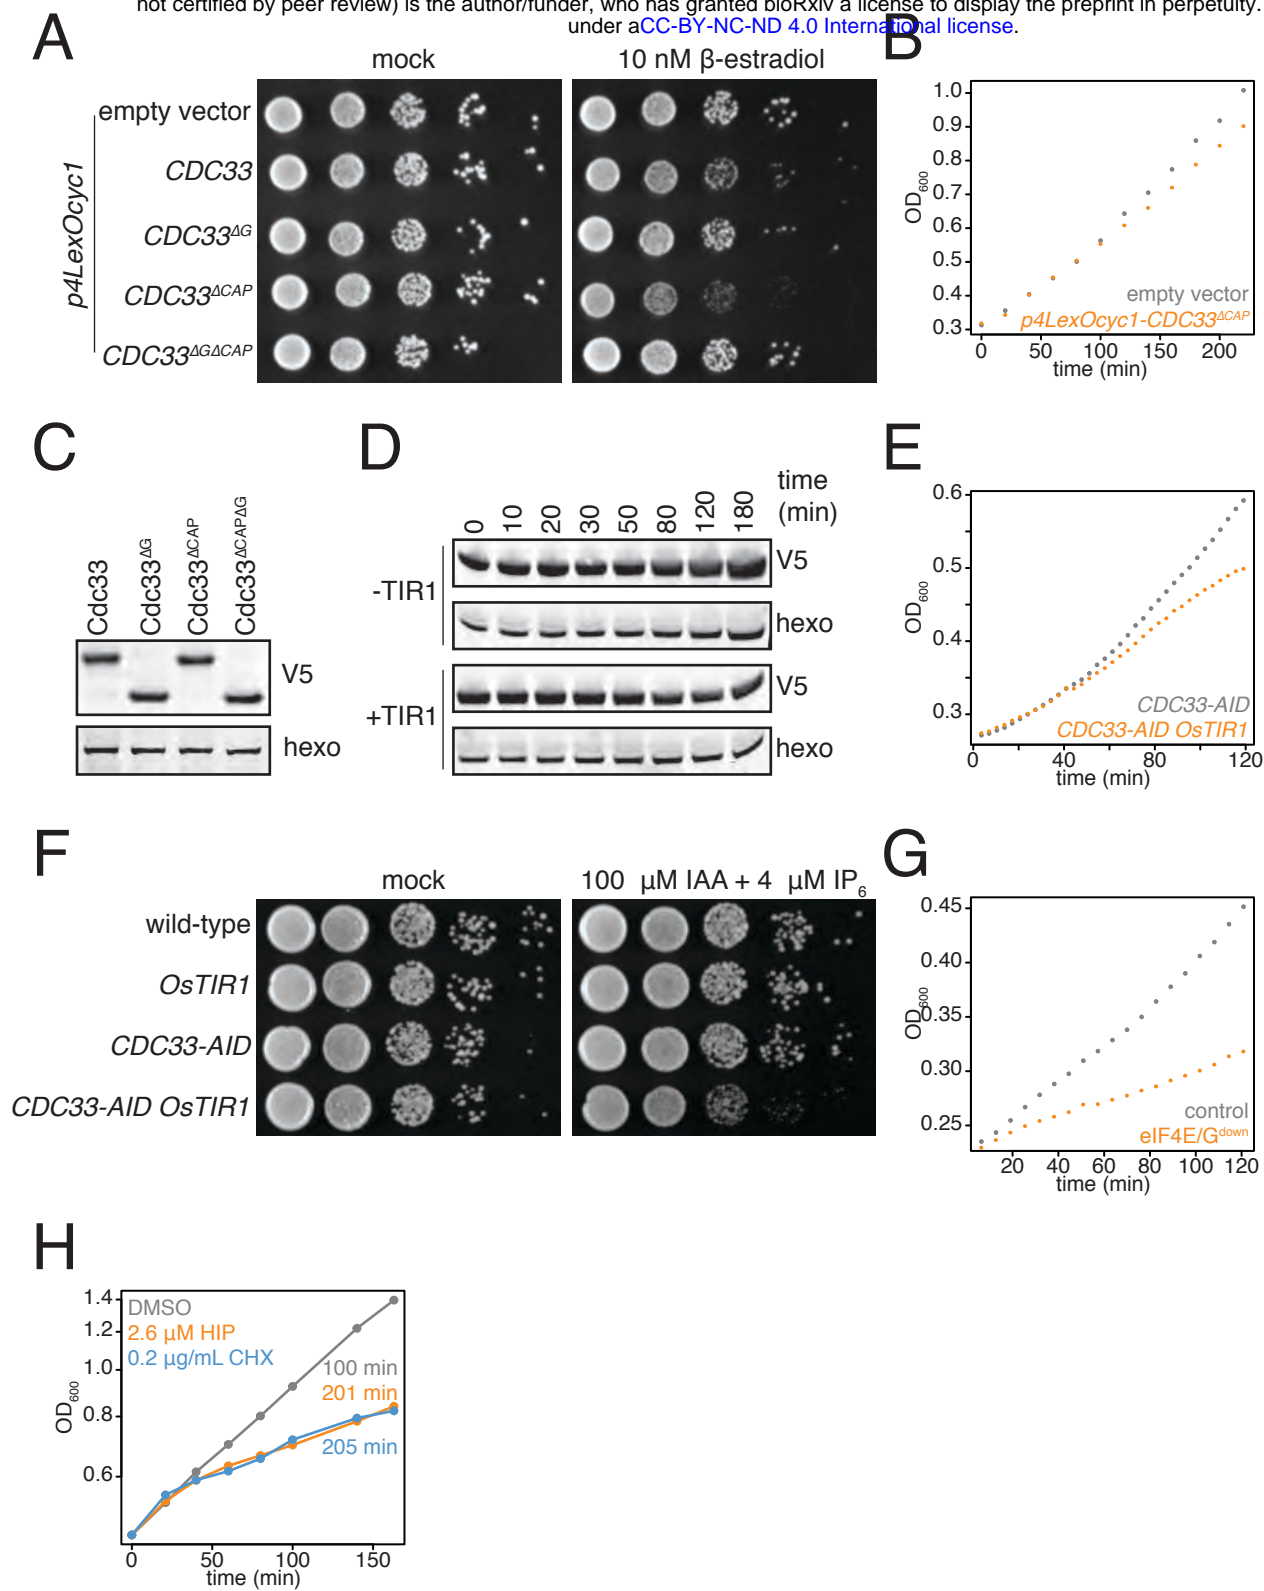 not certified by peer review) is the author/funder, who has granted bioRxiv a license to display the preprint in perpetuity.
under aCC-BY-NC-ND 4.0 International license.
A
mock
10 nM β-estradiol
p4LexOcyc1
empty vector
CDC33
CDC33ΔG
CDC33ΔCAP
CDC33ΔGΔCAP
B
OD600
1.0
0.9
0.8
0.7
0.6
0.5
0.4
0.3
empty vector
p4LexOcyc1-CDC33ΔCAP
0 50 100 150 200
time (min)
C
Cdc33
Cdc33ΔG
Cdc33ΔCAP
Cdc33ΔCAPΔG
V5
hexo
D
time
(min)
0 10 20 30 50 80 120 180
-TIR1
V5
hexo
+TIR1
V5
hexo
E
OD600
0.6
0.5
0.4
0.3
CDC33-AID
CDC33-AID OsTIR1
0 40 80 120
time (min)
F
mock
100 µM IAA + 4 µM IP6
wild-type
OsTIR1
CDC33-AID
CDC33-AID OsTIR1
G
OD600
0.45
0.40
0.35
0.30
0.25
control
eIF4E/Gdown
20 40 60 80 100 120
time (min)
H
OD600
1.4
1.2
1.0
0.8
0.6
DMSO
2.6 µM HIP
0.2 µg/mL CHX
100 min
201 min
205 min
0 50 100 150
time (min)